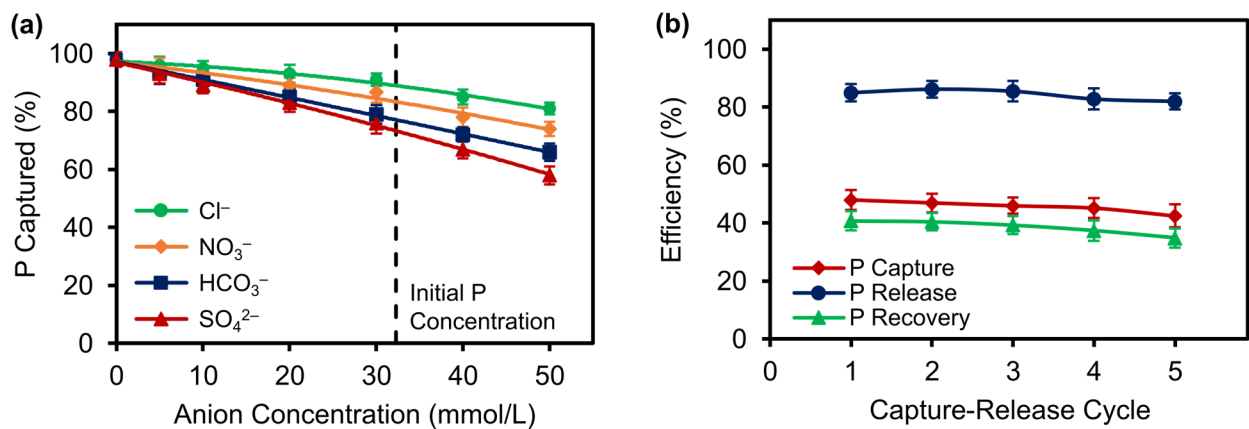 (a)
P Captured (%)
100
80
60
40
20
0
Cl⁻
NO₃⁻
HCO₃⁻
SO₄²⁻
Initial P
Concentration
0 10 20 30 40 50
Anion Concentration (mmol/L)
(b)
Efficiency (%)
100
80
60
40
20
0
P Capture
P Release
P Recovery
0 1 2 3 4 5
Capture-Release Cycle